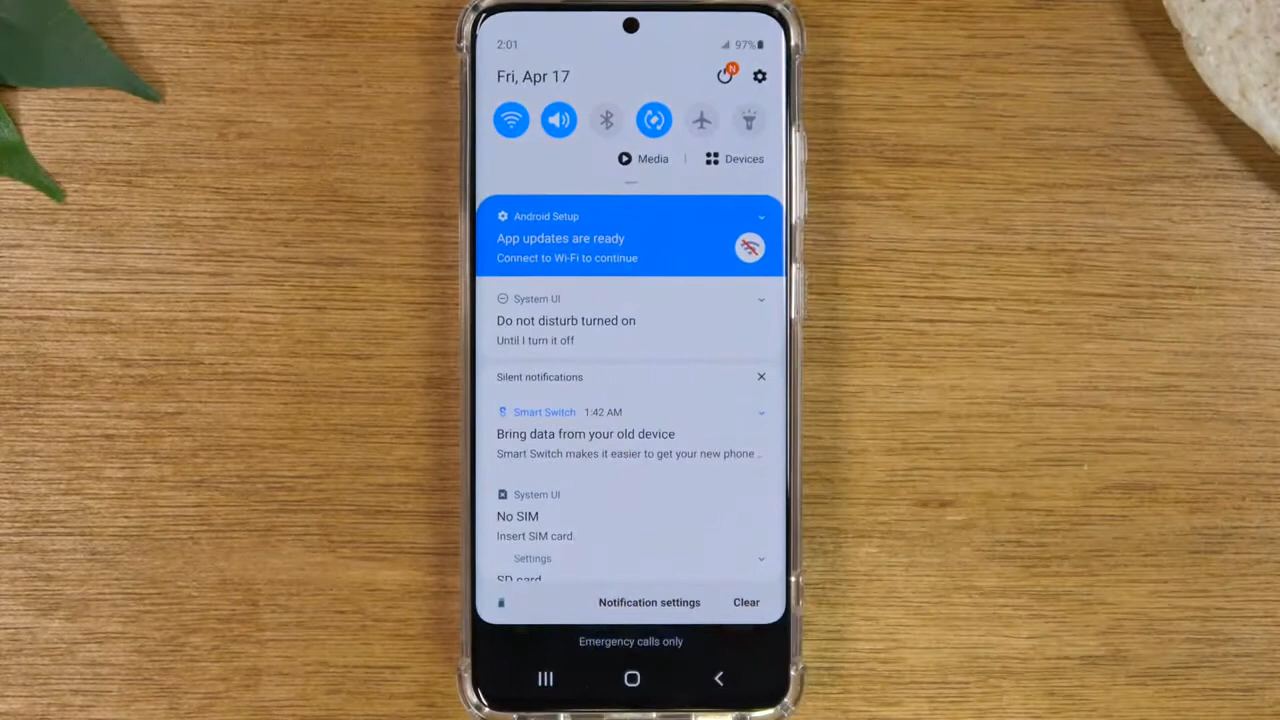 2:01 97%
Fri, Apr 17 N
Media | Devices
Android Setup
App updates are ready
Connect to Wi-Fi to continue
System UI
Do not disturb turned on
Until I turn it off
Silent notifications
Smart Switch 1:42 AM
Bring data from your old device
Smart Switch makes it easier to get your new phone ..
System UI
No SIM
Insert SIM card.
Settings
SD card
Notification settings Clear
Emergency calls only